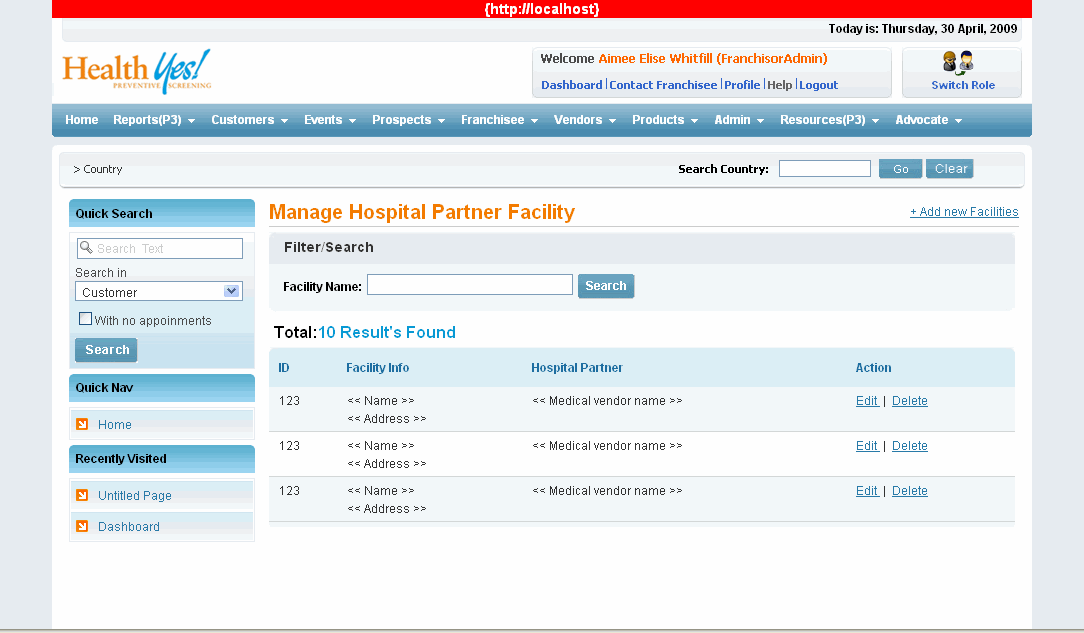 {http://localhost}
Today is: Thursday, 30 April, 2009
Health Yes!
PREVENTIVE SCREENING
Welcome Aimee Elise Whitfill (FranchisorAdmin)
Dashboard | Contact Franchisee | Profile | Help | Logout
Switch Role
Home Reports(P3) Customers Events Prospects Franchisee Vendors Products Admin Resources(P3) Advocate
> Country
Search Country: Go Clear
Quick Search
Search Text
Search in
Customer
With no appoinments
Search
Quick Nav
Home
Recently Visited
Untitled Page
Dashboard
Manage Hospital Partner Facility
+ Add new Facilities
Filter/Search
Facility Name: Search
Total:10 Result's Found
ID Facility Info Hospital Partner Action
123 << Name >> << Medical vendor name >> Edit | Delete
<< Address >>
123 << Name >> << Medical vendor name >> Edit | Delete
<< Address >>
123 << Name >> << Medical vendor name >> Edit | Delete
<< Address >>